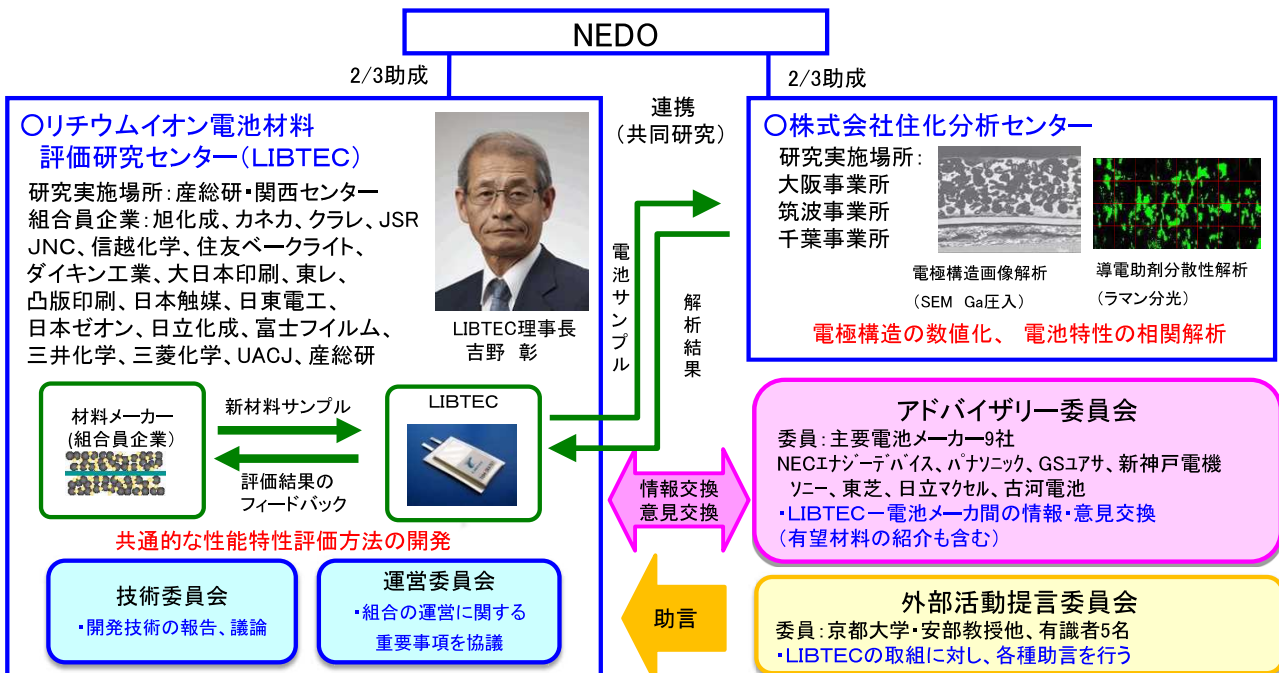 NEDO
2/3助成
2/3助成
○リチウムイオン電池材料
評価研究センター(LIBTEC)
研究実施場所:産総研・関西センター
組合員企業:旭化成、カネカ、クラレ、JSR
JNC、信越化学、住友ベークライト、
ダイキン工業、大日本印刷、東レ、
凸版印刷、日本触媒、日東電工、
日本ゼオン、日立化成、富士フイルム、
三井化学、三菱化学、UACJ、産総研
LIBTEC理事長
吉野 彰
材料メーカー
(組合員企業)
新材料サンプル
評価結果の
フィードバック
LIBTEC
共通的な性能特性評価方法の開発
技術委員会
・開発技術の報告、議論
運営委員会
・組合の運営に関する
重要事項を協議
連携
(共同研究)
電池サンプル
解析結果
○株式会社住化分析センター
研究実施場所:
大阪事業所
筑波事業所
千葉事業所
電極構造画像解析
(SEM Ga圧入)
導電助剤分散性解析
(ラマン分光)
電極構造の数値化、 電池特性の相関解析
情報交換
意見交換
アドバイザリー委員会
委員:主要電池メーカー9社
NECエナジーデバイス、パナソニック、GSユアサ、新神戸電機
ソニー、東芝、日立マクセル、古河電池
・LIBTECー電池メーカ間の情報・意見交換
(有望材料の紹介も含む)
助言
外部活動提言委員会
委員:京都大学・安部教授他、有識者5名
・LIBTECの取組に対し、各種助言を行う